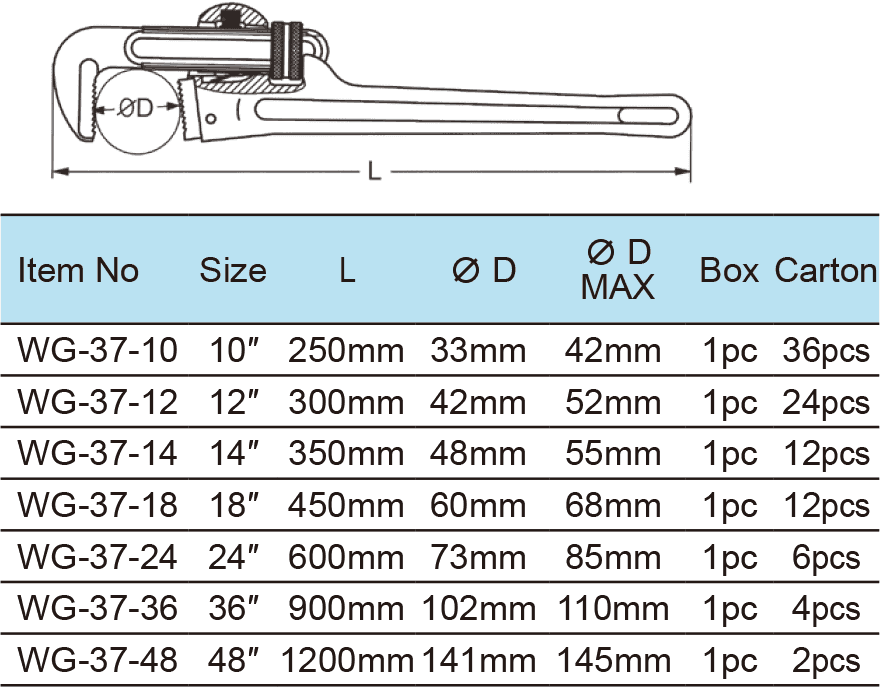 ØD
L
Item No Size L Ø D Ø D MAX Box Carton
WG-37-10 10″ 250mm 33mm 42mm 1pc 36pcs
WG-37-12 12″ 300mm 42mm 52mm 1pc 24pcs
WG-37-14 14″ 350mm 48mm 55mm 1pc 12pcs
WG-37-18 18″ 450mm 60mm 68mm 1pc 12pcs
WG-37-24 24″ 600mm 73mm 85mm 1pc 6pcs
WG-37-36 36″ 900mm 102mm 110mm 1pc 4pcs
WG-37-48 48″ 1200mm 141mm 145mm 1pc 2pcs